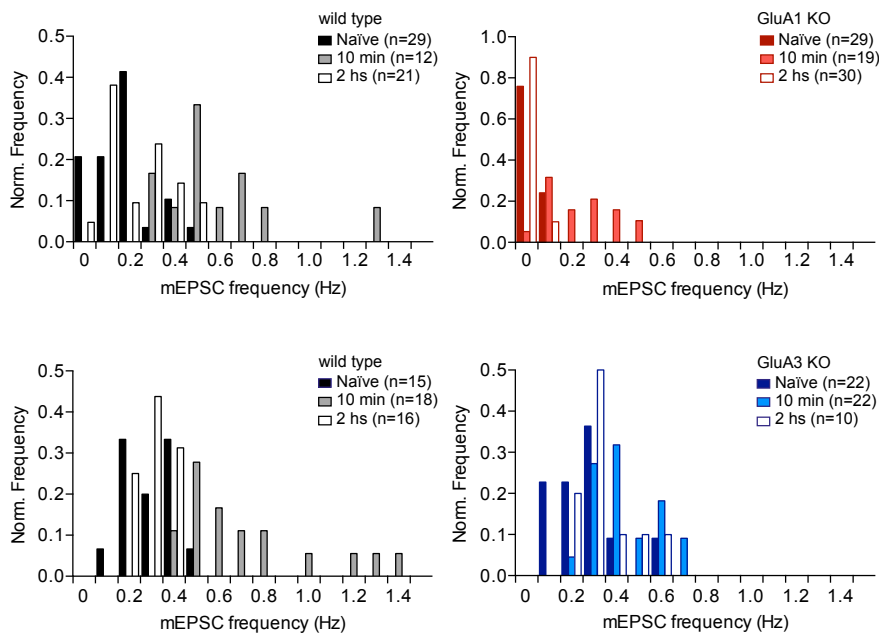 wild type
Naïve (n=29)
10 min (n=12)
2 hs (n=21)
Norm. Frequency
0.5
0.4
0.3
0.2
0.1
0.0
0 0.2 0.4 0.6 0.8 1.0 1.2 1.4
mEPSC frequency (Hz)
GluA1 KO
Naïve (n=29)
10 min (n=19)
2 hs (n=30)
Norm. Frequency
1.0
0.8
0.6
0.4
0.2
0.0
0 0.2 0.4 0.6 0.8 1.0 1.2 1.4
mEPSC frequency (Hz)
wild type
Naïve (n=15)
10 min (n=18)
2 hs (n=16)
Norm. Frequency
0.5
0.4
0.3
0.2
0.1
0.0
0 0.2 0.4 0.6 0.8 1.0 1.2 1.4
mEPSC frequency (Hz)
GluA3 KO
Naïve (n=22)
10 min (n=22)
2 hs (n=10)
Norm. Frequency
0.5
0.4
0.3
0.2
0.1
0.0
0 0.2 0.4 0.6 0.8 1.0 1.2 1.4
mEPSC frequency (Hz)